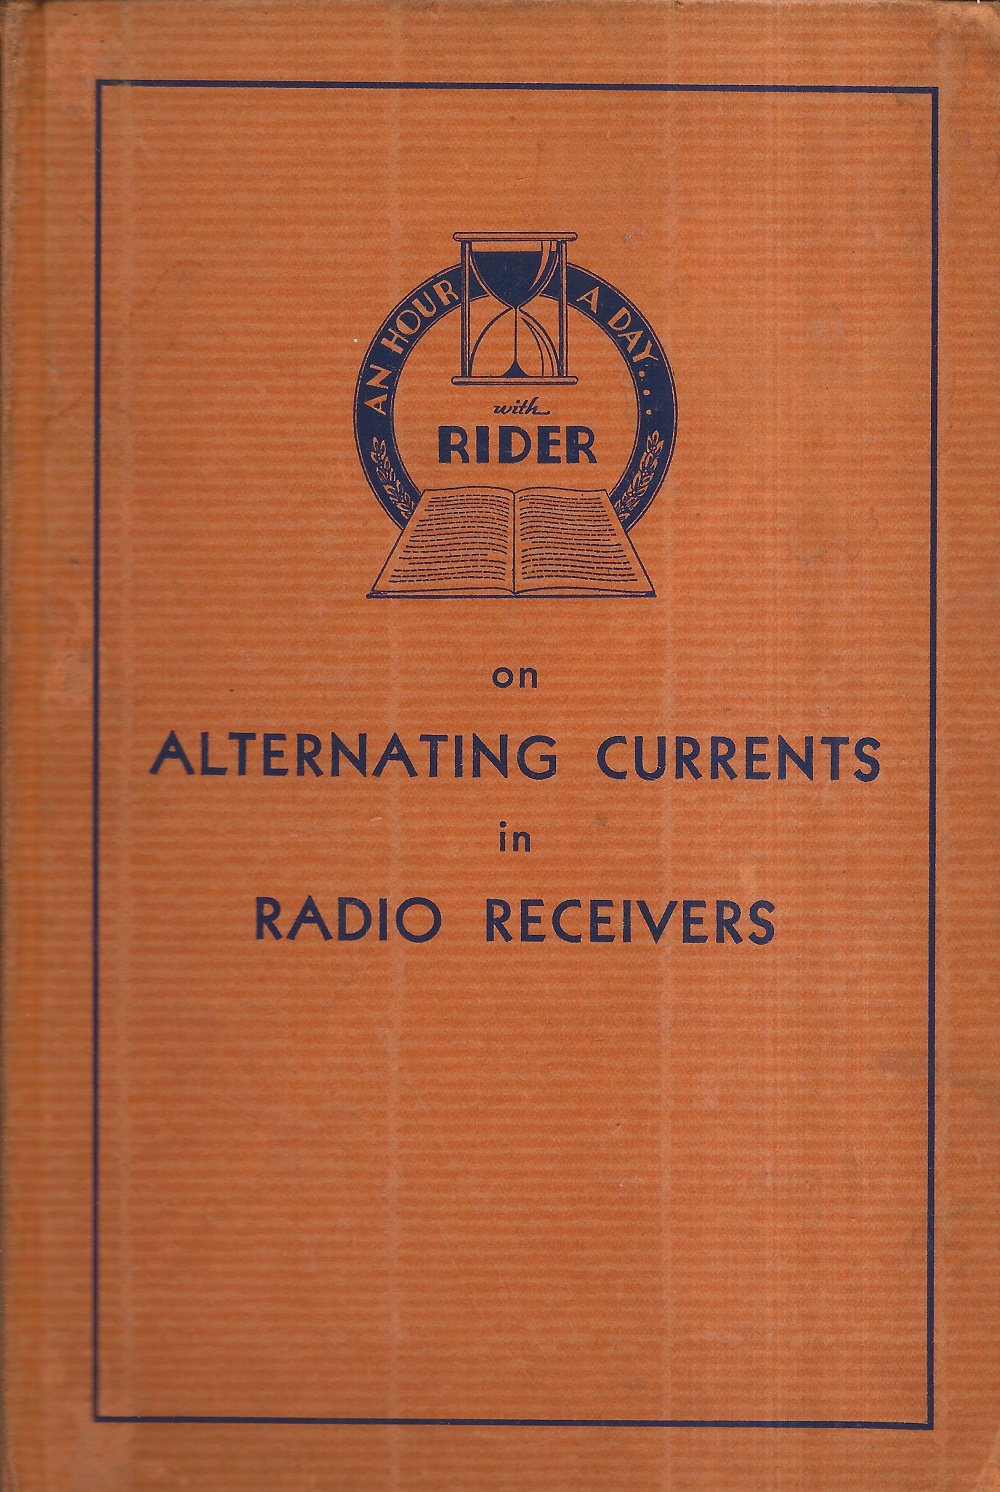 AN HOUR A DAY...
with
RIDER
on
ALTERNATING CURRENTS
in
RADIO RECEIVERS